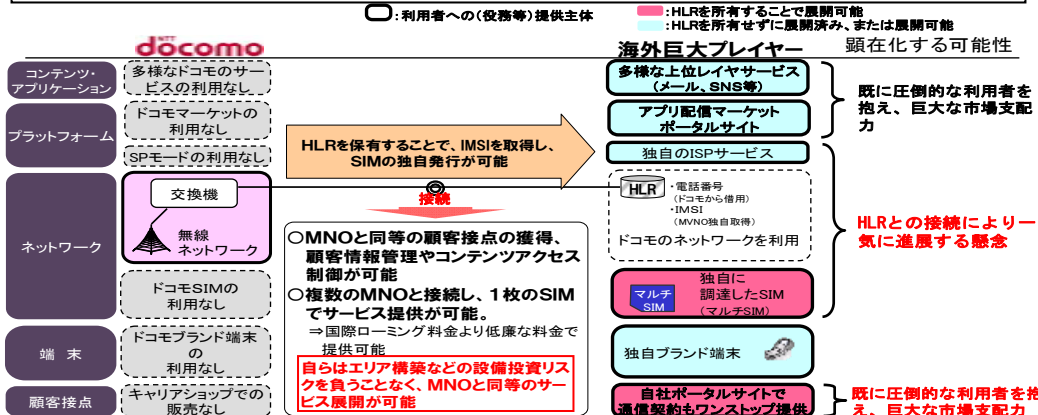 ：利用者への(役務等)提供主体
：HLRを所有することで展開可能
：HLRを所有せずに展開済み、または展開可能
NTT
döcomo
海外巨大プレイヤー
顕在化する可能性
コンテンツ・
アプリケーション
多様なドコモのサー
ビスの利用なし
多様な上位レイヤサービス
(メール、SNS等)
既に圧倒的な利用者を
抱え、巨大な市場支配
力
プラットフォーム
ドコモマーケットの
利用なし
アプリ配信マーケット
ポータルサイト
SPモードの利用なし
HLRを保有することで、IMSIを取得し、
SIMの独自発行が可能
独自のISPサービス
ネットワーク
交換機
無線
ネットワーク
接続
HLR
・電話番号
(ドコモから借用)
・IMSI
(MVNO独自取得)
ドコモのネットワークを利用
HLRとの接続により一
気に進展する懸念
○MNOと同等の顧客接点の獲得、
顧客情報管理やコンテンツアクセス
制御が可能
○複数のMNOと接続し、1枚のSIM
でサービス提供が可能。
⇒国際ローミング料金より低廉な料金で
提供可能
自らはエリア構築などの設備投資リス
クを負うことなく、MNOと同等のサー
ビス展開が可能
ドコモSIMの
利用なし
マルチ
SIM
独自に
調達したSIM
(マルチSIM)
端 末
ドコモブランド端末
の
利用なし
独自ブランド端末
顧客接点
キャリアショップでの
販売なし
自社ポータルサイトで
通信契約もワンストップ提供
既に圧倒的な利用者を抱
え、巨大な市場支配力